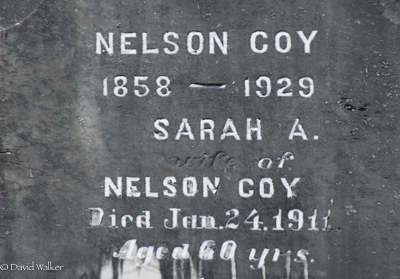 NELSON COY
1858 — 1929
SARAH A.
wife of
NELSON COY
Died Jan. 24, 1911
Aged 60 yrs.
© David Walker